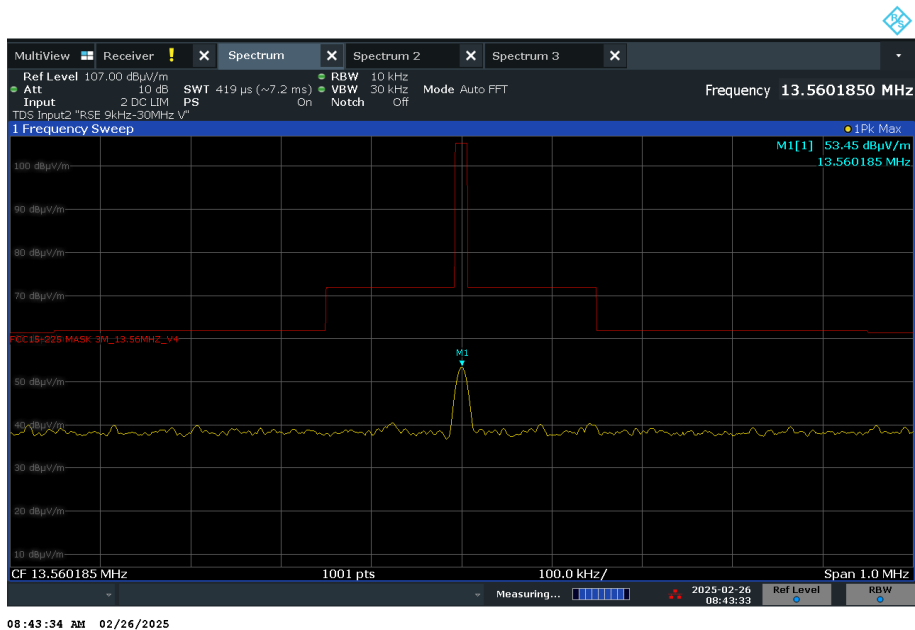 R&S
MultiView Receiver ! X Spectrum X Spectrum 2 X Spectrum 3 X
Ref Level 107.00 dBµV/m RBW 10 kHz
Att 10 dB SWT 419 µs (~7.2 ms) VBW 30 kHz Mode Auto FFT Frequency 13.5601850 MHz
Input 2 DC LIM PS On Notch Off
TDS Input2 "RSE 9kHz-30MHz V"
1 Frequency Sweep 1Pk Max
M1[1] 53.45 dBµV/m
13.560185 MHz
100 dBµV/m
90 dBµV/m
80 dBµV/m
70 dBµV/m
FCC15-225 MASK 3M_13.56MHZ_V4
M1
50 dBµV/m
40 dBµV/m
30 dBµV/m
20 dBµV/m
10 dBµV/m
CF 13.560185 MHz 1001 pts 100.0 kHz/ Span 1.0 MHz
Measuring... 2025-02-26 Ref Level RBW
08:43:33
08:43:34 AM 02/26/2025